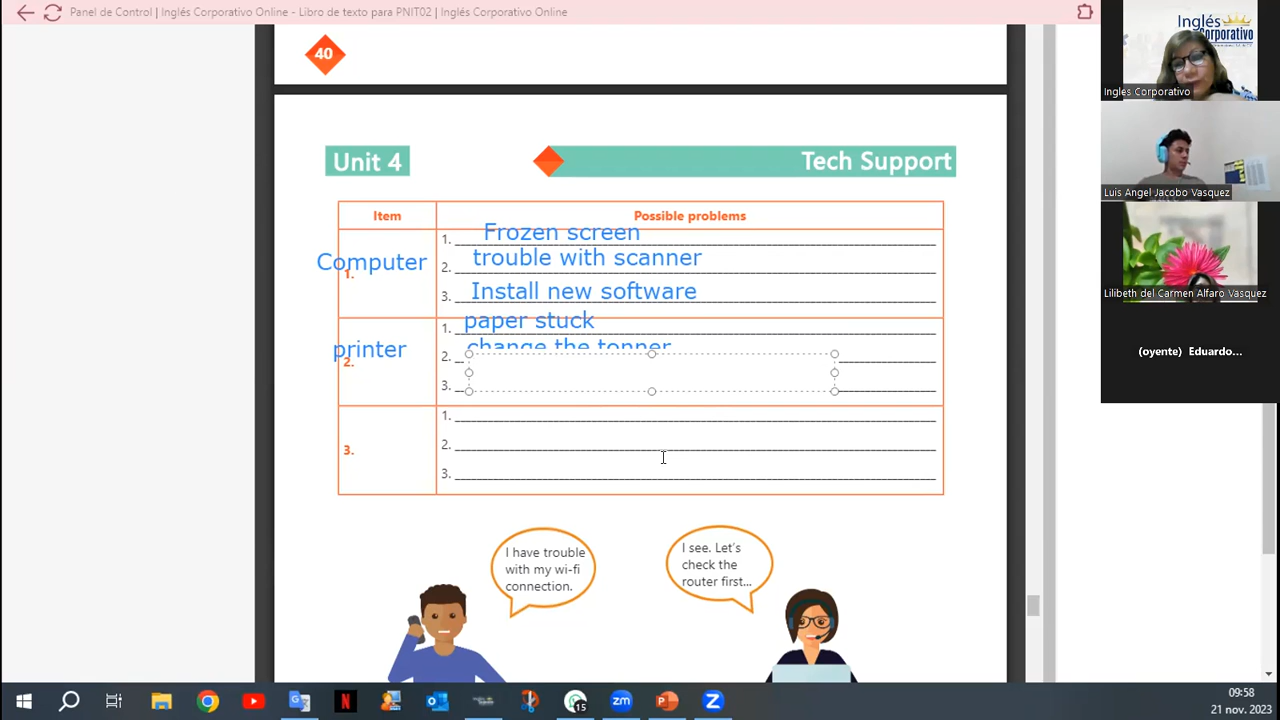 Panel de Control | Inglés Corporativo Online - Libro de texto para PNIT02 | Inglés Corporativo Online
40
Unit 4
Tech Support
Item
Possible problems
Computer
1.
1. Frozen screen
2. trouble with scanner
3. Install new software
printer
2.
1. paper stuck
2. change the tonner
3.
3.
1.
2.
3.
I have trouble
with my wi-fi
connection.
I see. Let's
check the
router first...
Inglés
Corporativo
Ingles Corporativo
Luis Angel Jacobo Vasquez
Lilibeth del Carmen Alfaro Vasquez
(oyente) Eduardo...
15
zm
09:58
21 nov. 2023